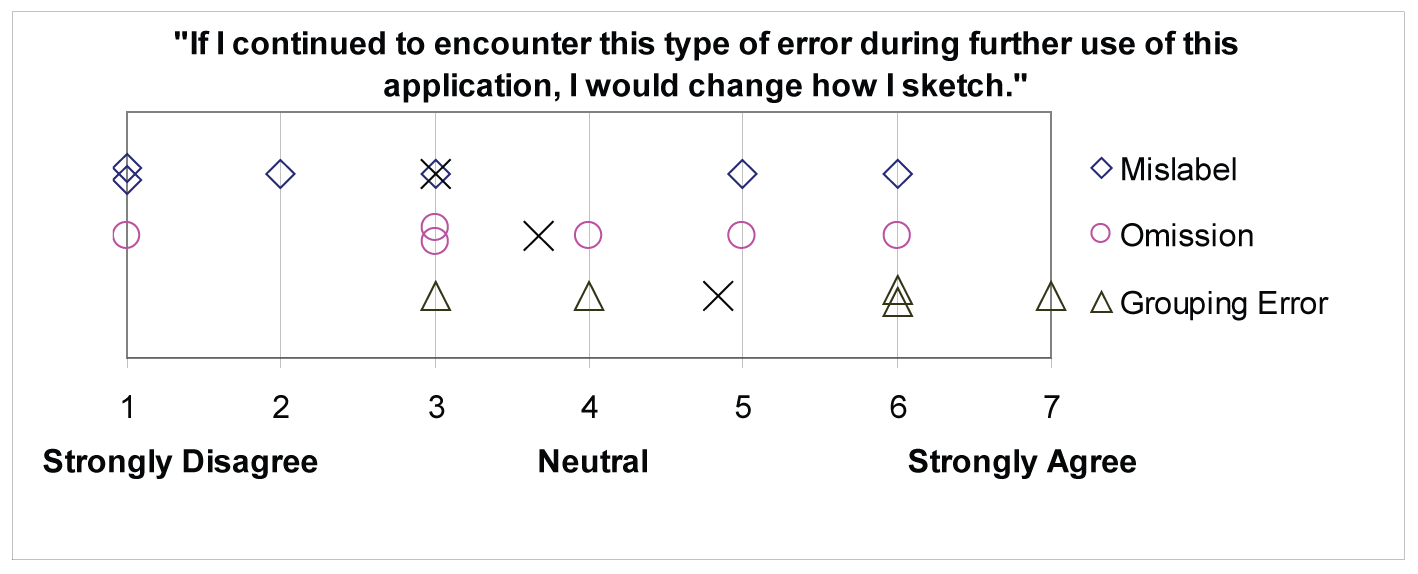 "If I continued to encounter this type of error during further use of this
application, I would change how I sketch."
Mislabel
Omission
Grouping Error
1 2 3 4 5 6 7
Strongly Disagree Neutral Strongly Agree